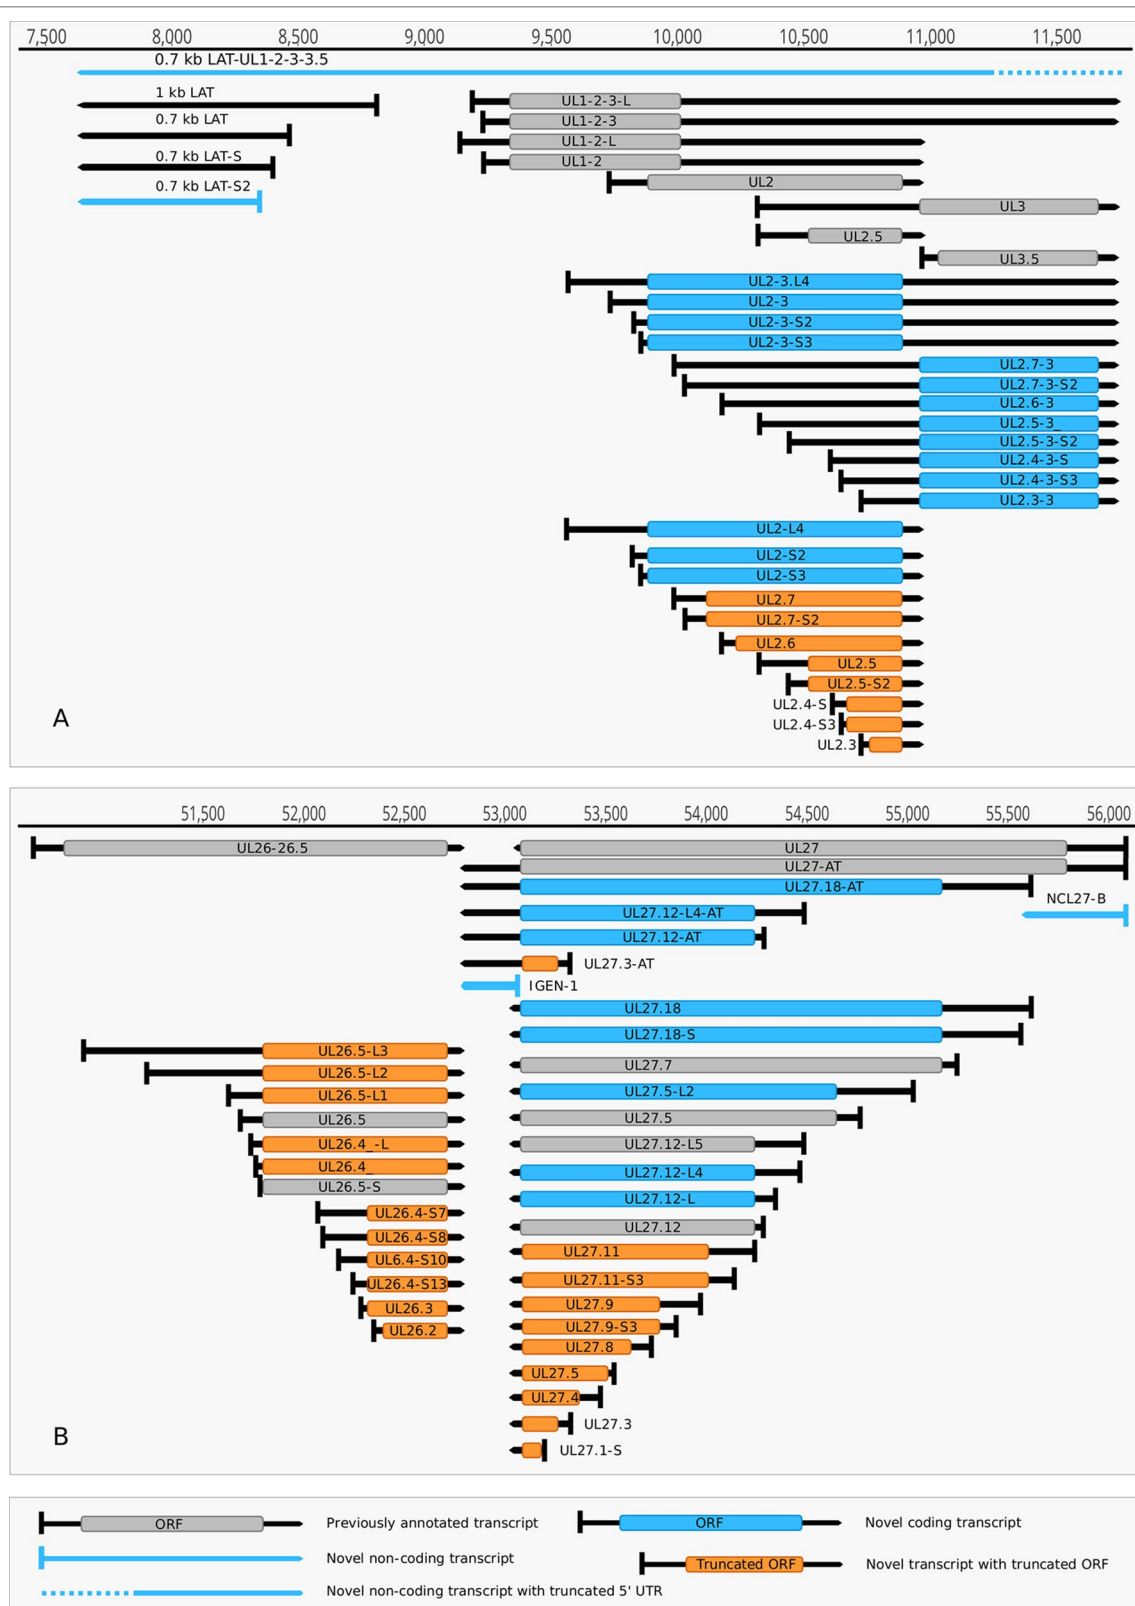 7,500 8,000 8,500 9,000 9,500 10,000 10,500 11,000 11,500
0.7 kb LAT-UL1-2-3-3.5
1 kb LAT
UL1-2-3-L
0.7 kb LAT
UL1-2-3
UL1-2-L
0.7 kb LAT-S
UL1-2
0.7 kb LAT-S2
UL2
UL3
UL2.5
UL3.5
UL2-3.L4
UL2-3
UL2-3-S2
UL2-3-S3
UL2.7-3
UL2.7-3-S2
UL2.6-3
UL2.5-3_
UL2.5-3-S2
UL2.4-3-S
UL2.4-3-S3
UL2.3-3
UL2-L4
UL2-S2
UL2-S3
UL2.7
UL2.7-S2
UL2.6
UL2.5
UL2.5-S2
UL2.4-S
UL2.4-S3
UL2.3
A
51,500 52,000 52,500 53,000 53,500 54,000 54,500 55,000 55,500 56,000
UL26-26.5 UL27
UL27-AT
UL27.18-AT
NCL27-B
UL27.12-L4-AT
UL27.12-AT
UL27.3-AT
IGEN-1
UL27.18
UL27.18-S
UL26.5-L3
UL27.7
UL26.5-L2
UL27.5-L2
UL26.5-L1
UL26.5 UL27.5
UL26.4_-L UL27.12-L5
UL26.4_ UL27.12-L4
UL26.5-S
UL27.12-L
UL26.4-S7
UL27.12
UL26.4-S8
UL27.11
UL6.4-S10
UL27.11-S3
UL26.4-S13
UL26.3 UL27.9
UL27.9-S3
UL26.2
UL27.8
UL27.5
UL27.4
UL27.3
B
UL27.1-S
ORF Previously annotated transcript ORF Novel coding transcript
Novel non-coding transcript Truncated ORF Novel transcript with truncated ORF
Novel non-coding transcript with truncated 5' UTR